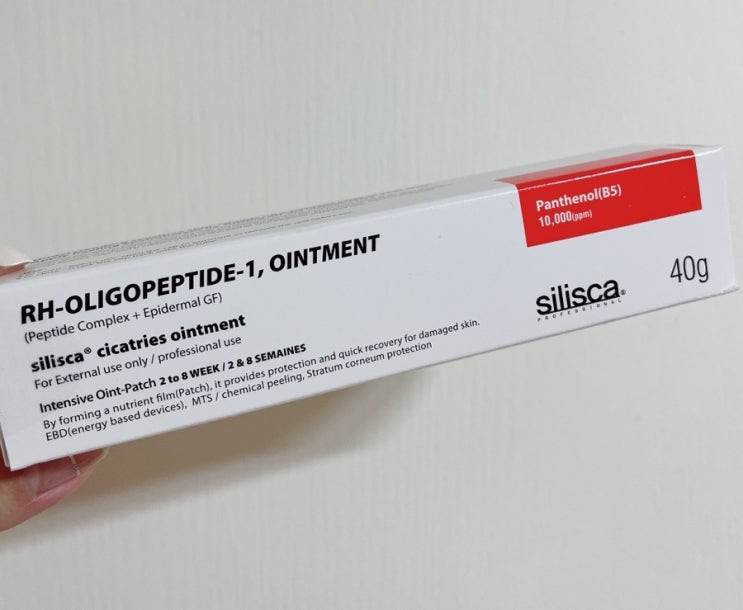 RH-OLIGOPEPTIDE-1, OINTMENT
(Peptide Complex + Epidermal GF)
silisca® cicatries ointment
For External use only / professional use
Intensive Oint-Patch 2 to 8 WEEK / 2 & 8 SEMAINES
By forming a nutrient film(Patch), it provides protection and quick recovery for damaged skin.
EBD(energy based devices), MTS / chemical peeling, Stratum corneum protection
Panthenol(B5)
10,000(ppm)
silisca®
PROFESSIONAL
40g